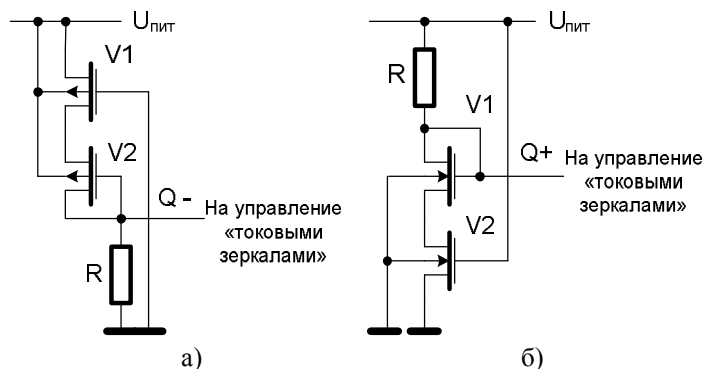 Uпит
V1
V2
Q -
На управление
«токовыми
зеркалами»
R
а)
Uпит
R
V1
Q+
На управление
«токовыми
зеркалами»
V2
б)